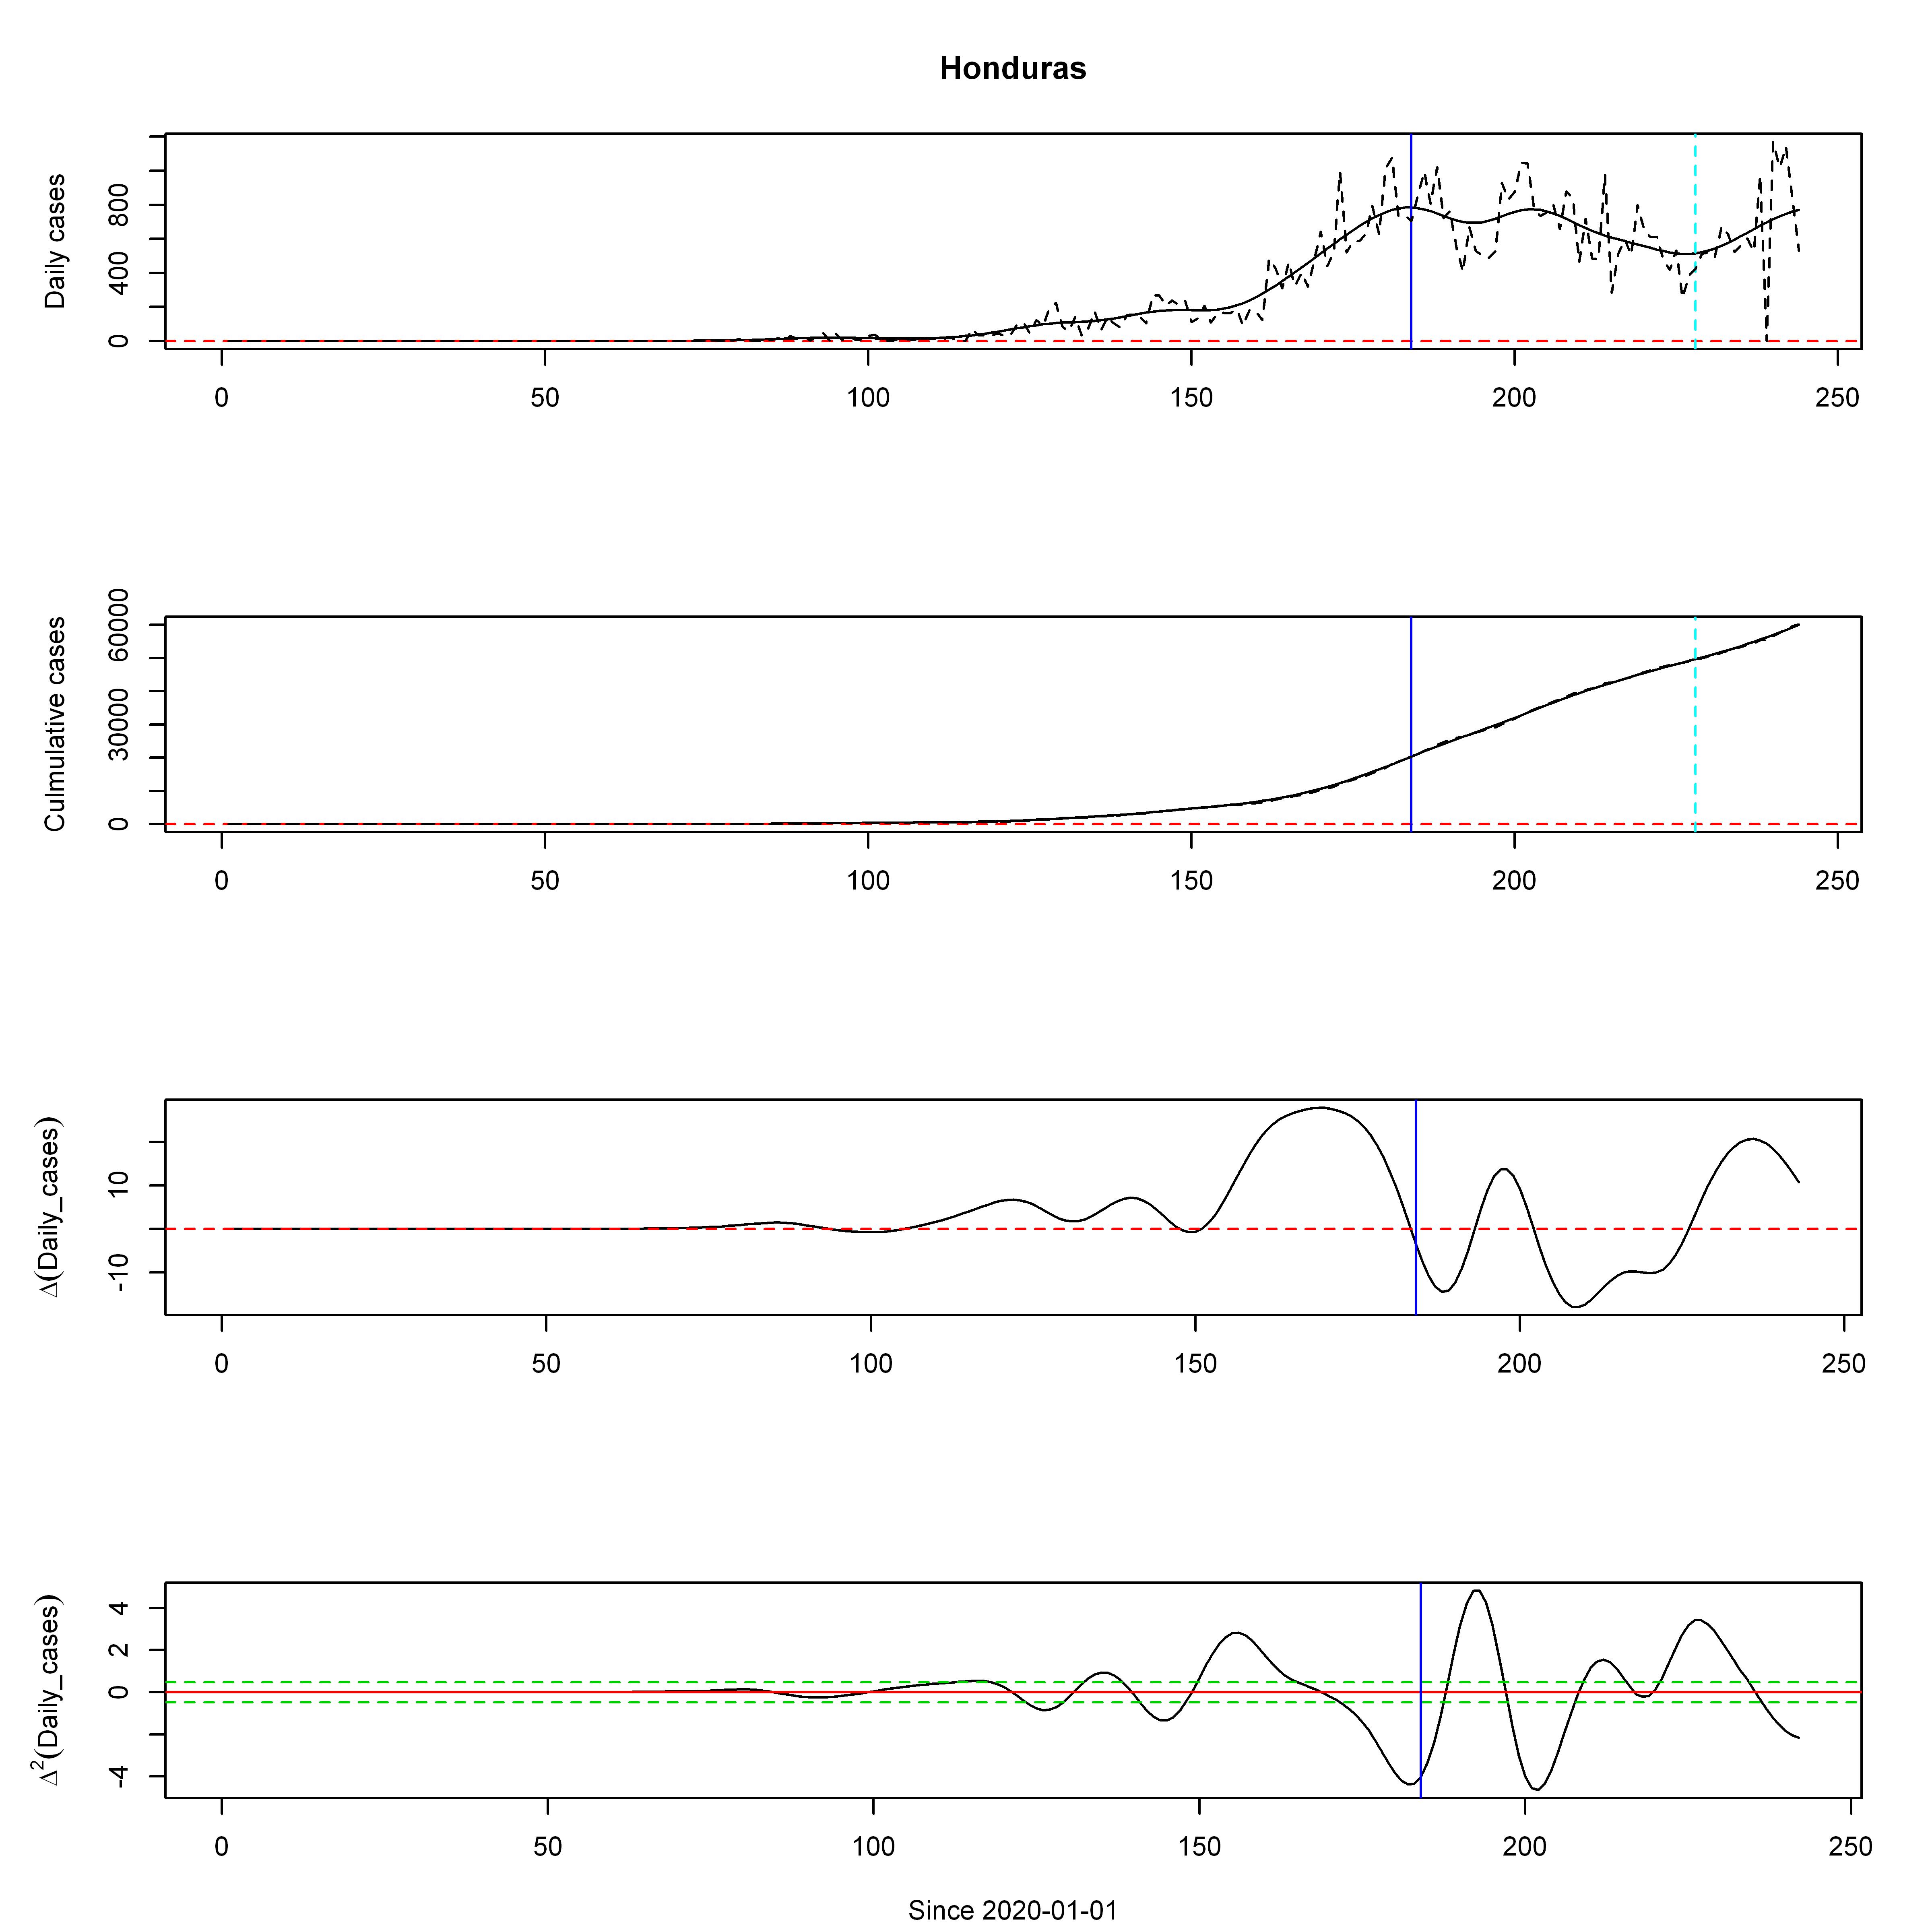 Honduras
Daily cases
0 400 800
0 50 100 150 200 250
Culmulative cases
0 30000 60000
0 50 100 150 200 250
Δ(Daily_cases)
-10 10
0 50 100 150 200 250
Δ²(Daily_cases)
-4 0 2 4
0 50 100 150 200 250
Since 2020-01-01